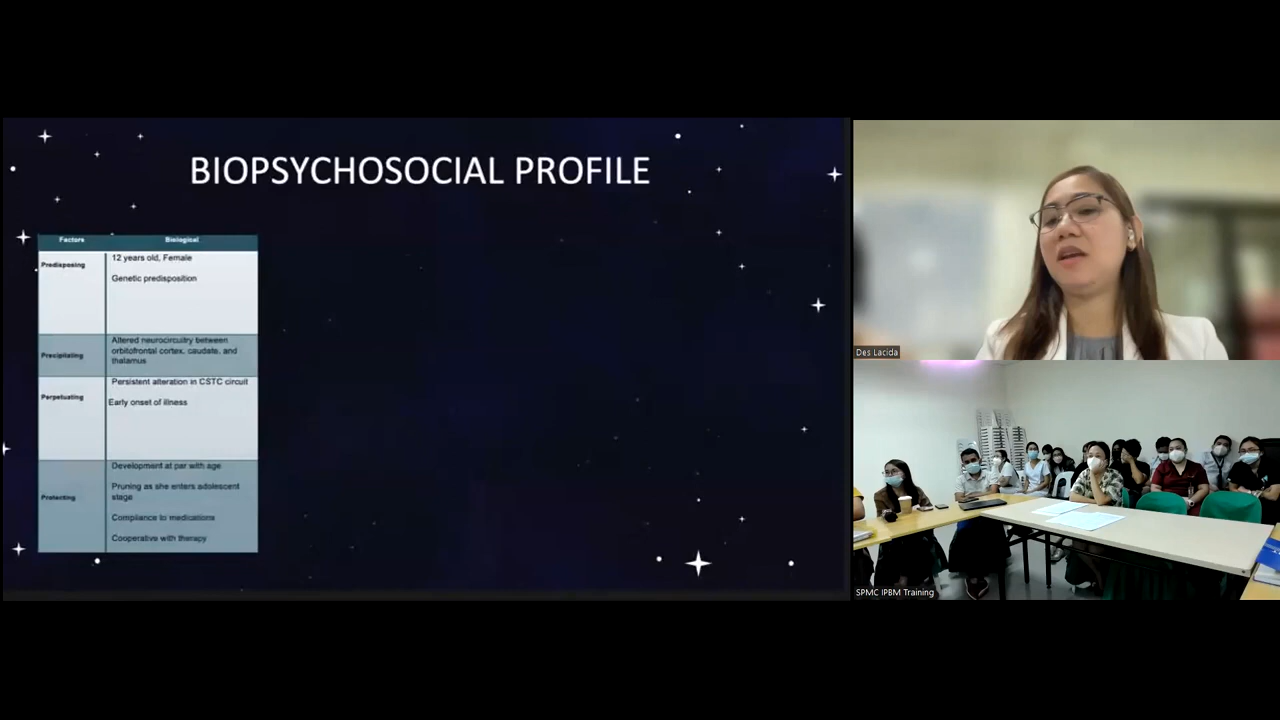 BIOPSYCHOSOCIAL PROFILE
Factors Biological
Predisposing
12 years old, Female
Genetic predisposition
Precipitating
Altered neurocircuitry between
orbitofrontal cortex, caudate, and
thalamus
Perpetuating
Persistent alteration in CSTC circuit
Early onset of illness
Protecting
Development at par with age
Pruning as she enters adolescent
stage
Compliance to medications
Cooperative with therapy
Des Lacida
SPMC IPBM Training